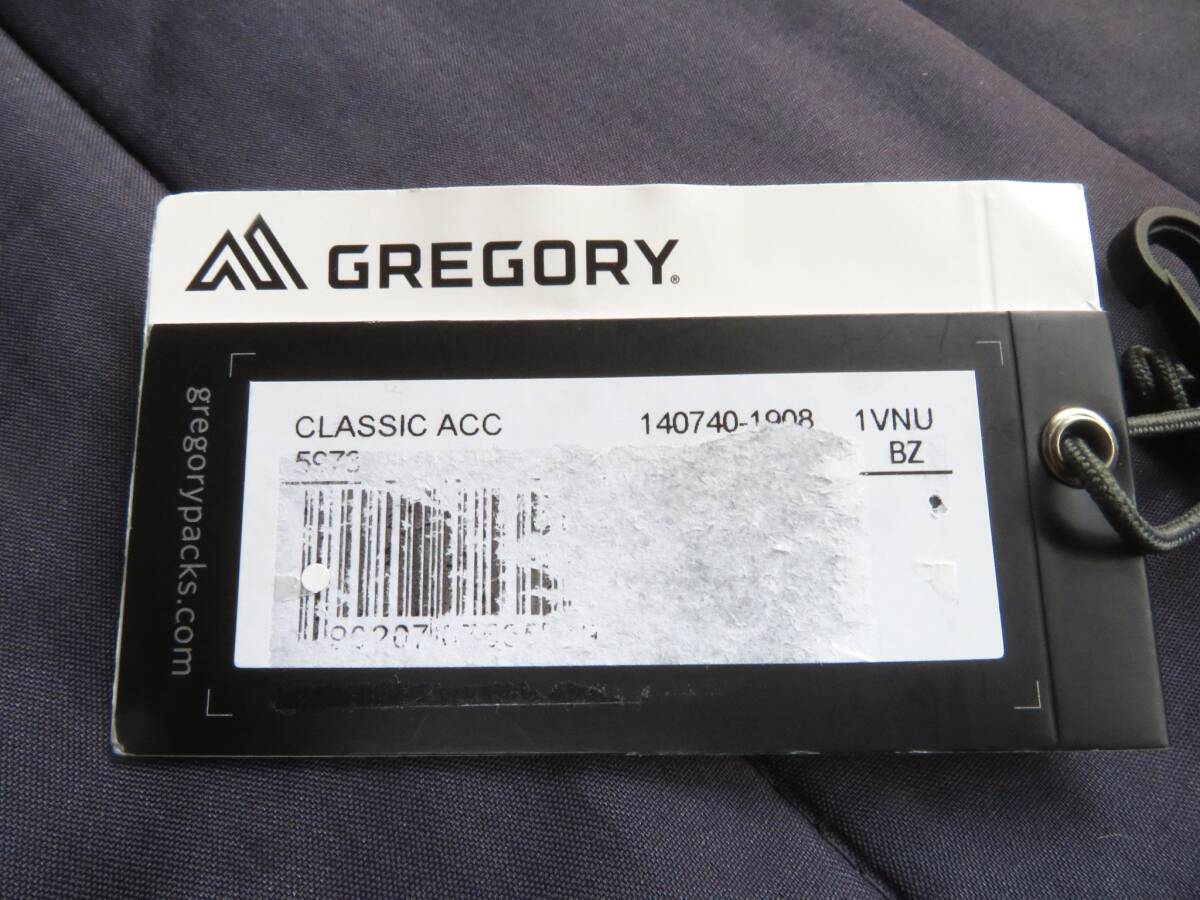 GREGORY®
gregorypacks.com
CLASSIC ACC 140740-1908 1VNU
BZ